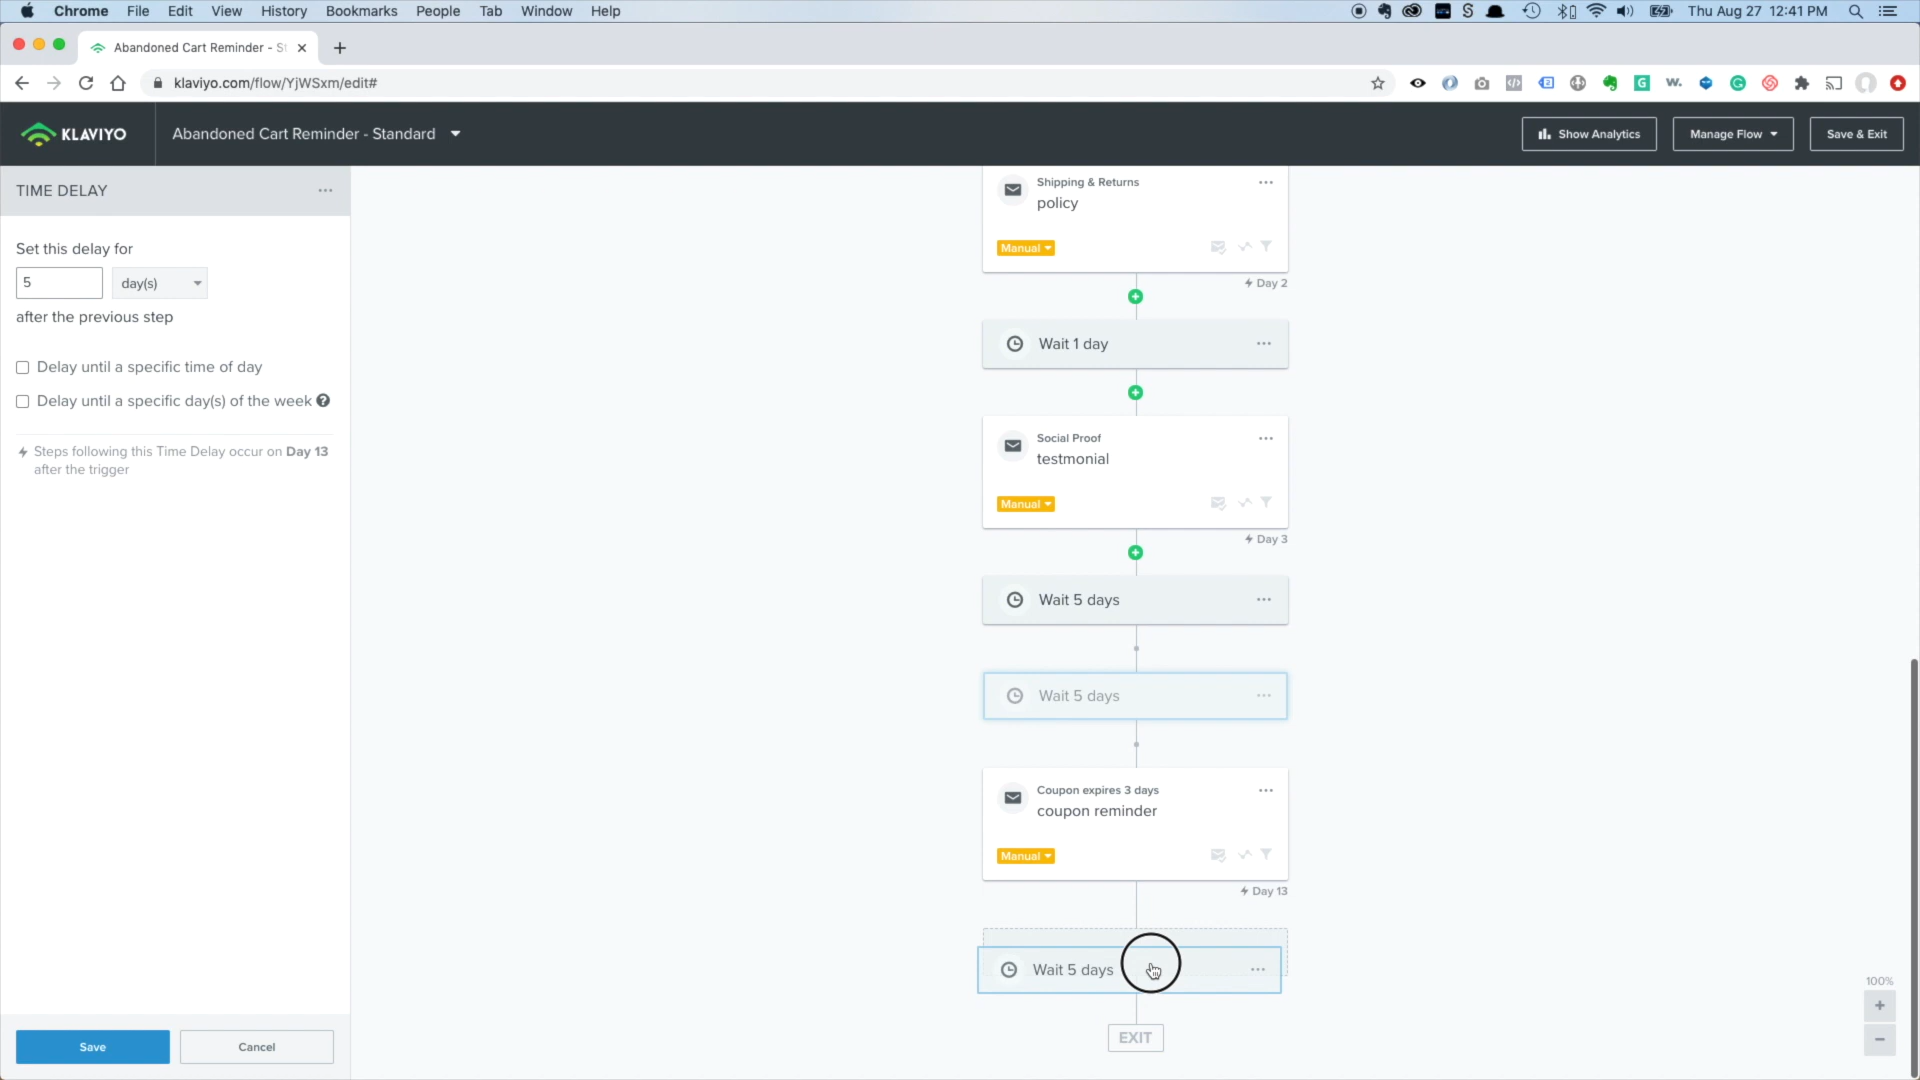 Chrome File Edit View History Bookmarks People Tab Window Help
Thu Aug 27 12:41 PM
Abandoned Cart Reminder - St
klaviyo.com/flow/YjWSxm/edit#
KLAVIYO
Abandoned Cart Reminder - Standard
Show Analytics
Manage Flow
Save & Exit
TIME DELAY
Set this delay for
5
day(s)
after the previous step
Delay until a specific time of day
Delay until a specific day(s) of the week ?
Steps following this Time Delay occur on Day 13
after the trigger
Save
Cancel
Shipping & Returns
policy
Manual
Day 2
Wait 1 day
Social Proof
testmonial
Manual
Day 3
Wait 5 days
Wait 5 days
Coupon expires 3 days
coupon reminder
Manual
Day 13
Wait 5 days
EXIT
100%